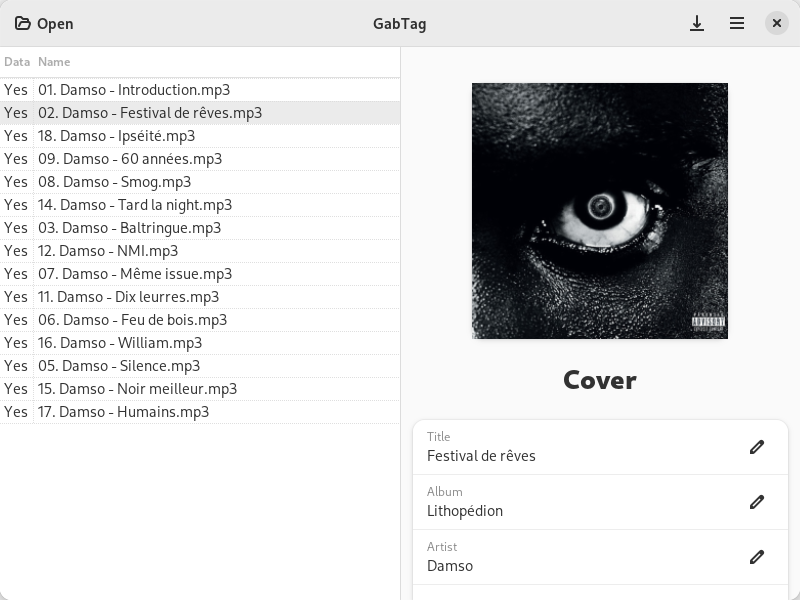 Open
GabTag
Data Name
Yes 01. Damso - Introduction.mp3
Yes 02. Damso - Festival de rêves.mp3
Yes 18. Damso - Ipséité.mp3
Yes 09. Damso - 60 années.mp3
Yes 08. Damso - Smog.mp3
Yes 14. Damso - Tard la night.mp3
Yes 03. Damso - Baltringue.mp3
Yes 12. Damso - NMI.mp3
Yes 07. Damso - Même issue.mp3
Yes 11. Damso - Dix leurres.mp3
Yes 06. Damso - Feu de bois.mp3
Yes 16. Damso - William.mp3
Yes 05. Damso - Silence.mp3
Yes 15. Damso - Noir meilleur.mp3
Yes 17. Damso - Humains.mp3
ADVISORY
Cover
Title
Festival de rêves
Album
Lithopédion
Artist
Damso